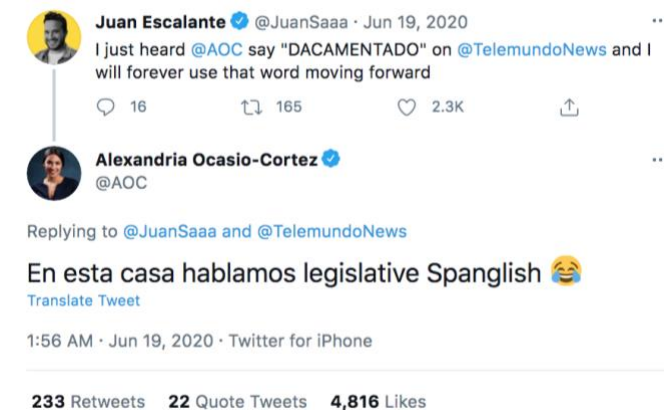 Juan Escalante @JuanSaaa · Jun 19, 2020
I just heard @AOC say "DACAMENTADO" on @TelemundoNews and I
will forever use that word moving forward
16 165 2.3K
Alexandria Ocasio-Cortez
@AOC
Replying to @JuanSaaa and @TelemundoNews
En esta casa hablamos legislative Spanglish 😂
Translate Tweet
1:56 AM · Jun 19, 2020 · Twitter for iPhone
233 Retweets 22 Quote Tweets 4,816 Likes